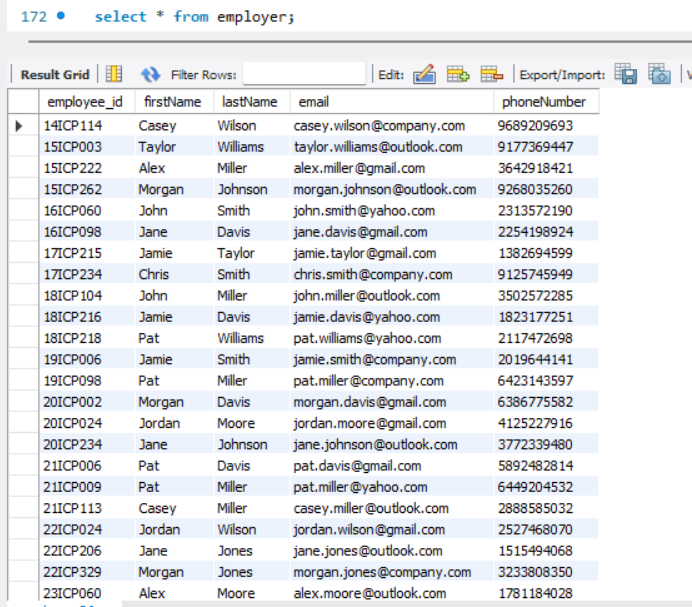 172 select * from employer;
Result Grid Filter Rows: Edit: Export/Import:
employee_id firstName lastName email phoneNumber
14ICP114 Casey Wilson casey.wilson@company.com 9689209693
15ICP003 Taylor Williams taylor.williams@outlook.com 9177369447
15ICP222 Alex Miller alex.miller@gmail.com 3642918421
15ICP262 Morgan Johnson morgan.johnson@outlook.com 9268035260
16ICP060 John Smith john.smith@yahoo.com 2313572190
16ICP098 Jane Davis jane.davis@gmail.com 2254198924
17ICP215 Jamie Taylor jamie.taylor@gmail.com 1382694599
17ICP234 Chris Smith chris.smith@company.com 9125745949
18ICP104 John Miller john.miller@outlook.com 3502572285
18ICP216 Jamie Davis jamie.davis@yahoo.com 1823177251
18ICP218 Pat Williams pat.williams@yahoo.com 2117472698
19ICP006 Jamie Smith jamie.smith@company.com 2019644141
19ICP098 Pat Miller pat.miller@company.com 6423143597
20ICP002 Morgan Davis morgan.davis@gmail.com 6386775582
20ICP024 Jordan Moore jordan.moore@gmail.com 4125227916
20ICP234 Jane Johnson jane.johnson@outlook.com 3772339480
21ICP006 Pat Davis pat.davis@gmail.com 5892482814
21ICP009 Pat Miller pat.miller@yahoo.com 6449204532
21ICP113 Casey Miller casey.miller@outlook.com 2888585032
22ICP024 Jordan Wilson jordan.wilson@gmail.com 2527468070
22ICP206 Jane Jones jane.jones@outlook.com 1515494068
22ICP329 Morgan Jones morgan.jones@company.com 3233808350
23ICP060 Alex Moore alex.moore@outlook.com 1781184028